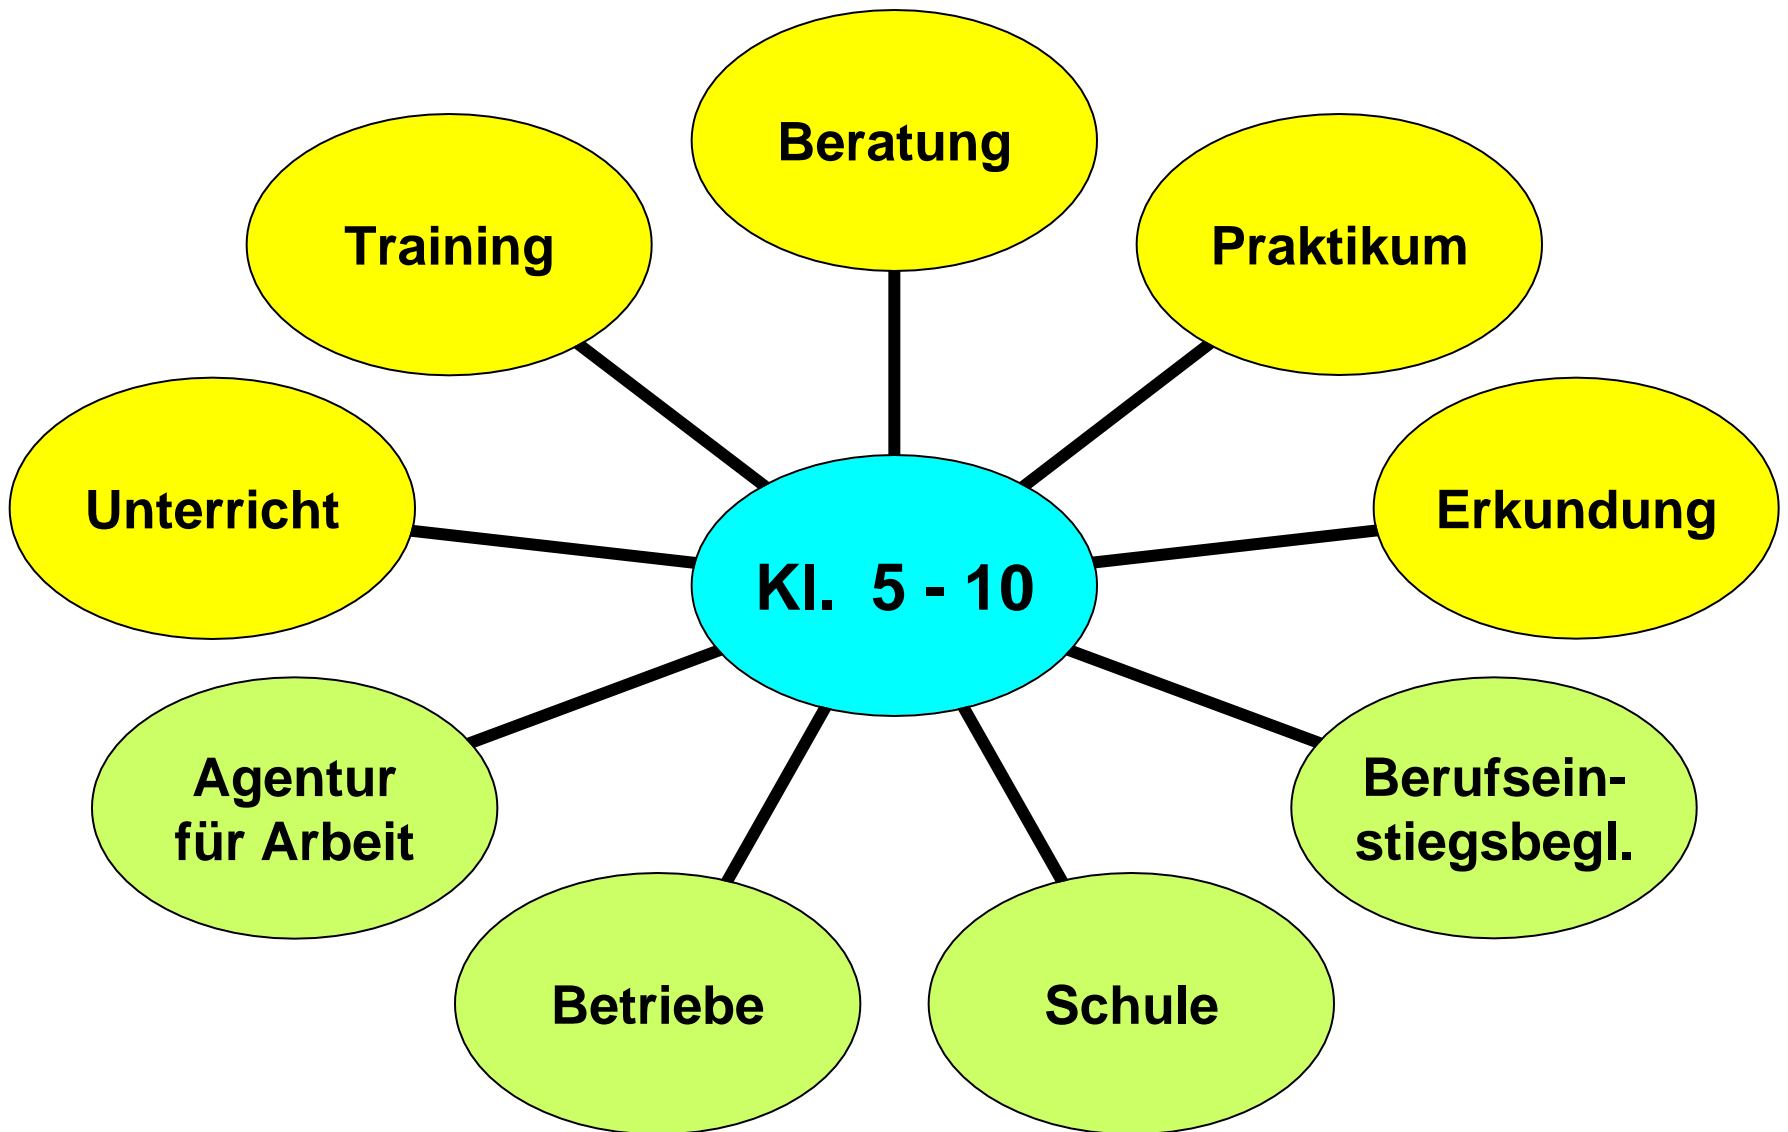 Beratung
Training
Praktikum
Unterricht
Erkundung
Kl. 5 - 10
Agentur
für Arbeit
Berufsein-
stiegsbegl.
Betriebe
Schule